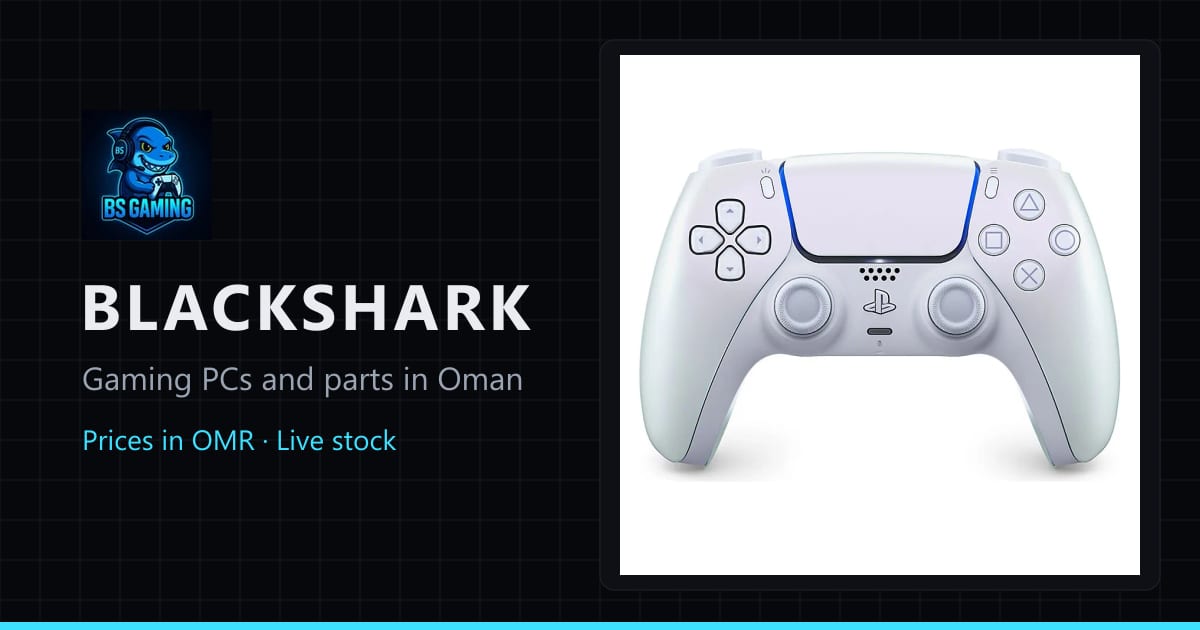 BS
BS GAMING
BLACKSHARK
Gaming PCs and parts in Oman
Prices in OMR · Live stock